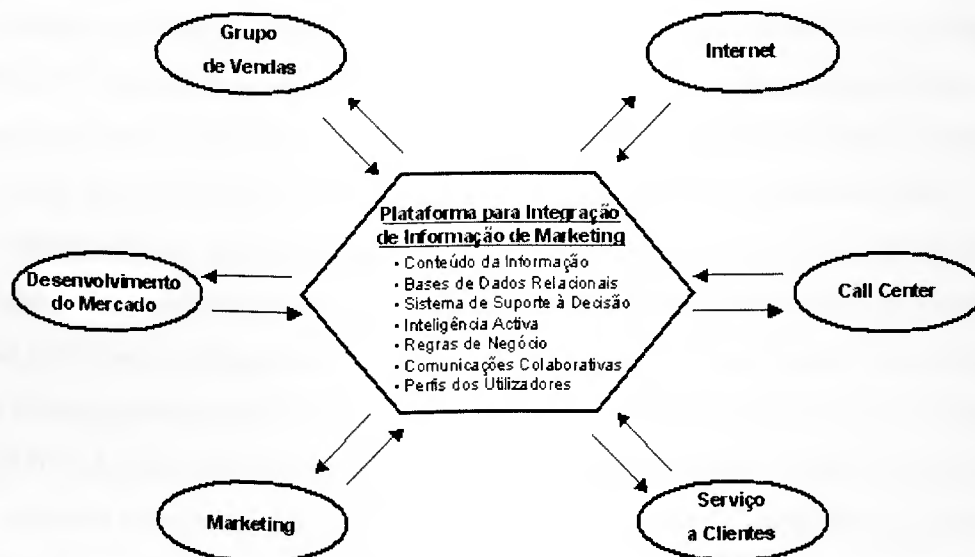 Grupo
de Vendas
Internet
Plataforma para Integração
de Informação de Marketing
• Conteúdo da Informação
• Bases de Dados Relacionais
• Sistema de Suporte à Decisão
• Inteligência Activa
• Regras de Negócio
• Comunicações Colaborativas
• Perfis dos Utilizadores
Desenvolvimento
do Mercado
Call Center
Marketing
Serviço
a Clientes